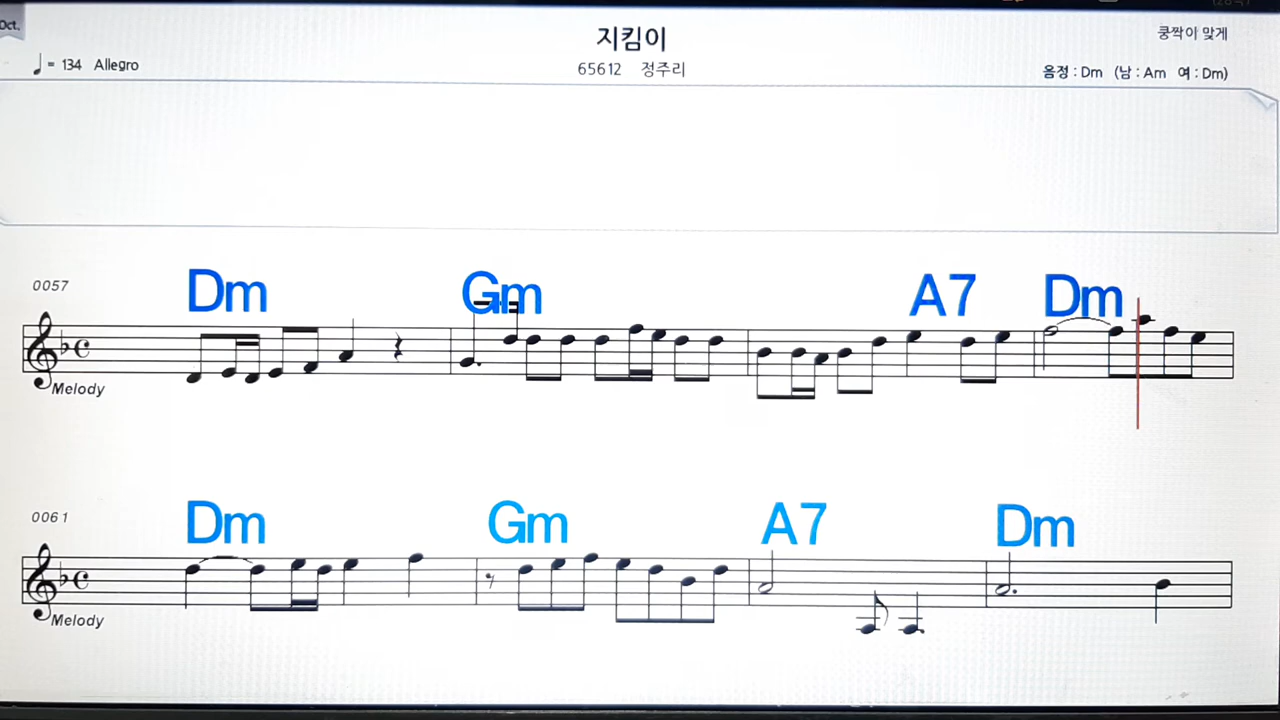 Oct.
지킴이
쿵짝이 맞게
= 134 Allegro
65612 정주리
음정 : Dm (남 : Am 여 : Dm)
0057
Dm Gm A7 Dm
Melody
0061
Dm Gm A7 Dm
Melody